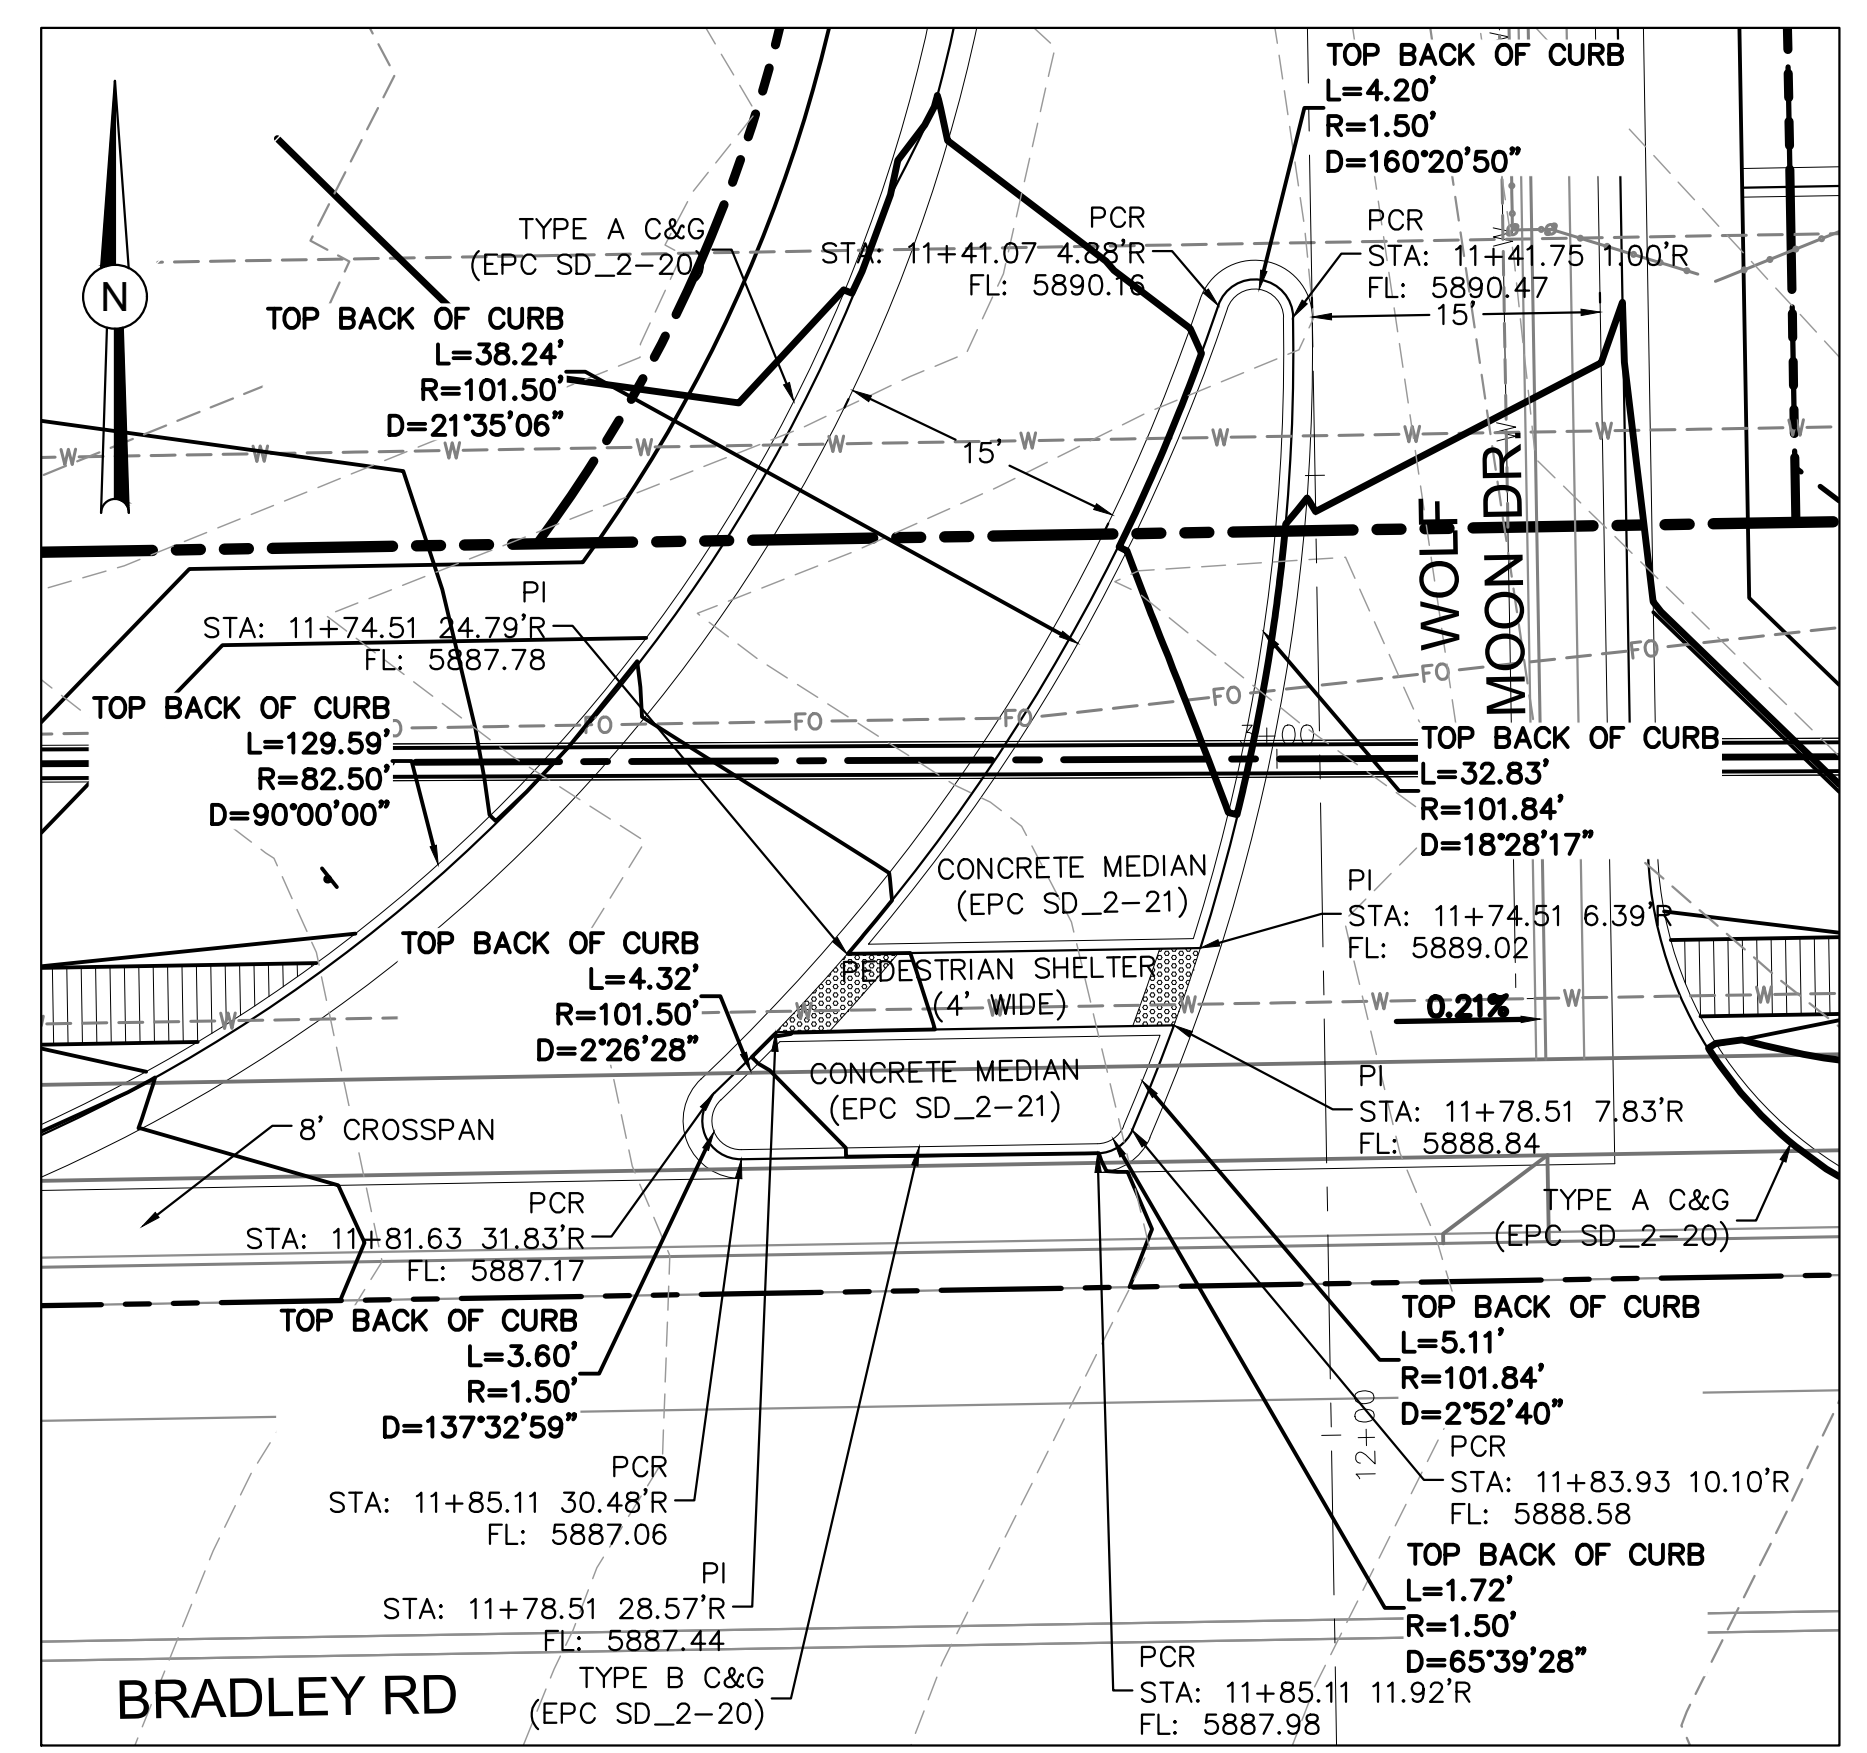 TOP BACK OF CURB
L=4.20'
R=1.50'
D=160°20'50"
N
TYPE A C&G
(EPC SD_2-20)
PCR
STA: 11+41.07 4.88'R
FL: 5890.16
PCR
STA: 11+41.75 1.00'R
FL: 5890.47
15'
TOP BACK OF CURB
L=38.24'
R=101.50'
D=21°35'06"
W W W W W W W W W W
15'
WOLF
MOON DR
PI
STA: 11+74.51 24.79'R
FL: 5887.78
FO FO FO FO FO FO
TOP BACK OF CURB
L=129.59'
R=82.50'
D=90°00'00"
TOP BACK OF CURB
L=32.83'
R=101.84'
D=18°28'17"
CONCRETE MEDIAN
(EPC SD_2-21)
PI
STA: 11+74.51 6.39'R
FL: 5889.02
TOP BACK OF CURB
L=4.32'
R=101.50'
D=2°26'28"
PEDESTRIAN SHELTER
(4' WIDE)
W W W W W W W
0.21%
CONCRETE MEDIAN
(EPC SD_2-21)
PI
STA: 11+78.51 7.83'R
FL: 5888.84
8' CROSSPAN
PCR
STA: 11+81.63 31.83'R
FL: 5887.17
TYPE A C&G
(EPC SD_2-20)
TOP BACK OF CURB
L=3.60'
R=1.50'
D=137°32'59"
TOP BACK OF CURB
L=5.11'
R=101.84'
D=2°52'40"
12+00
PCR
STA: 11+83.93 10.10'R
FL: 5888.58
PCR
STA: 11+85.11 30.48'R
FL: 5887.06
TOP BACK OF CURB
L=1.72'
R=1.50'
D=65°39'28"
PI
STA: 11+78.51 28.57'R
FL: 5887.44
TYPE B C&G
(EPC SD_2-20)
PCR
STA: 11+85.11 11.92'R
FL: 5887.98
BRADLEY RD